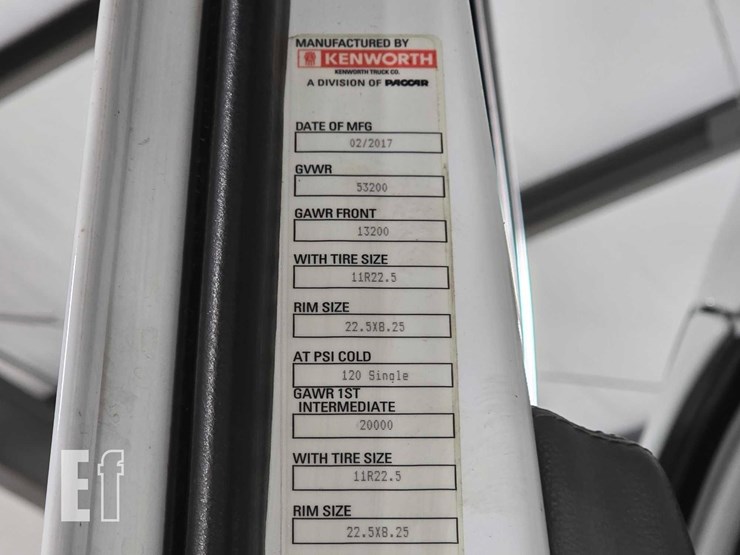 MANUFACTURED BY
KENWORTH
KENWORTH TRUCK CO.
A DIVISION OF PACCAR
DATE OF MFG
02/2017
GVWR
53200
GAWR FRONT
13200
WITH TIRE SIZE
11R22.5
RIM SIZE
22.5X8.25
AT PSI COLD
120 Single
GAWR 1ST
INTERMEDIATE
20000
WITH TIRE SIZE
11R22.5
RIM SIZE
22.5X8.25
Ef